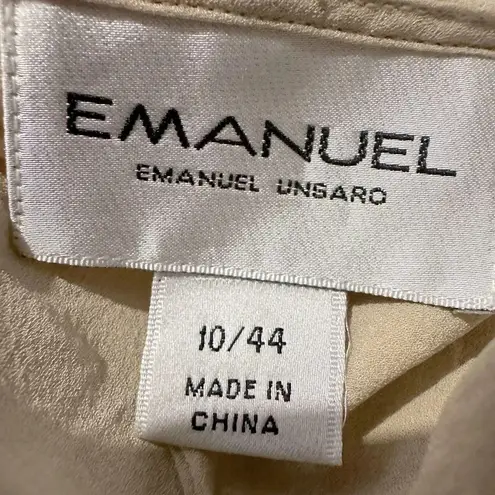 EMANUEL
EMANUEL UNGARO
10/44
MADE IN
CHINA